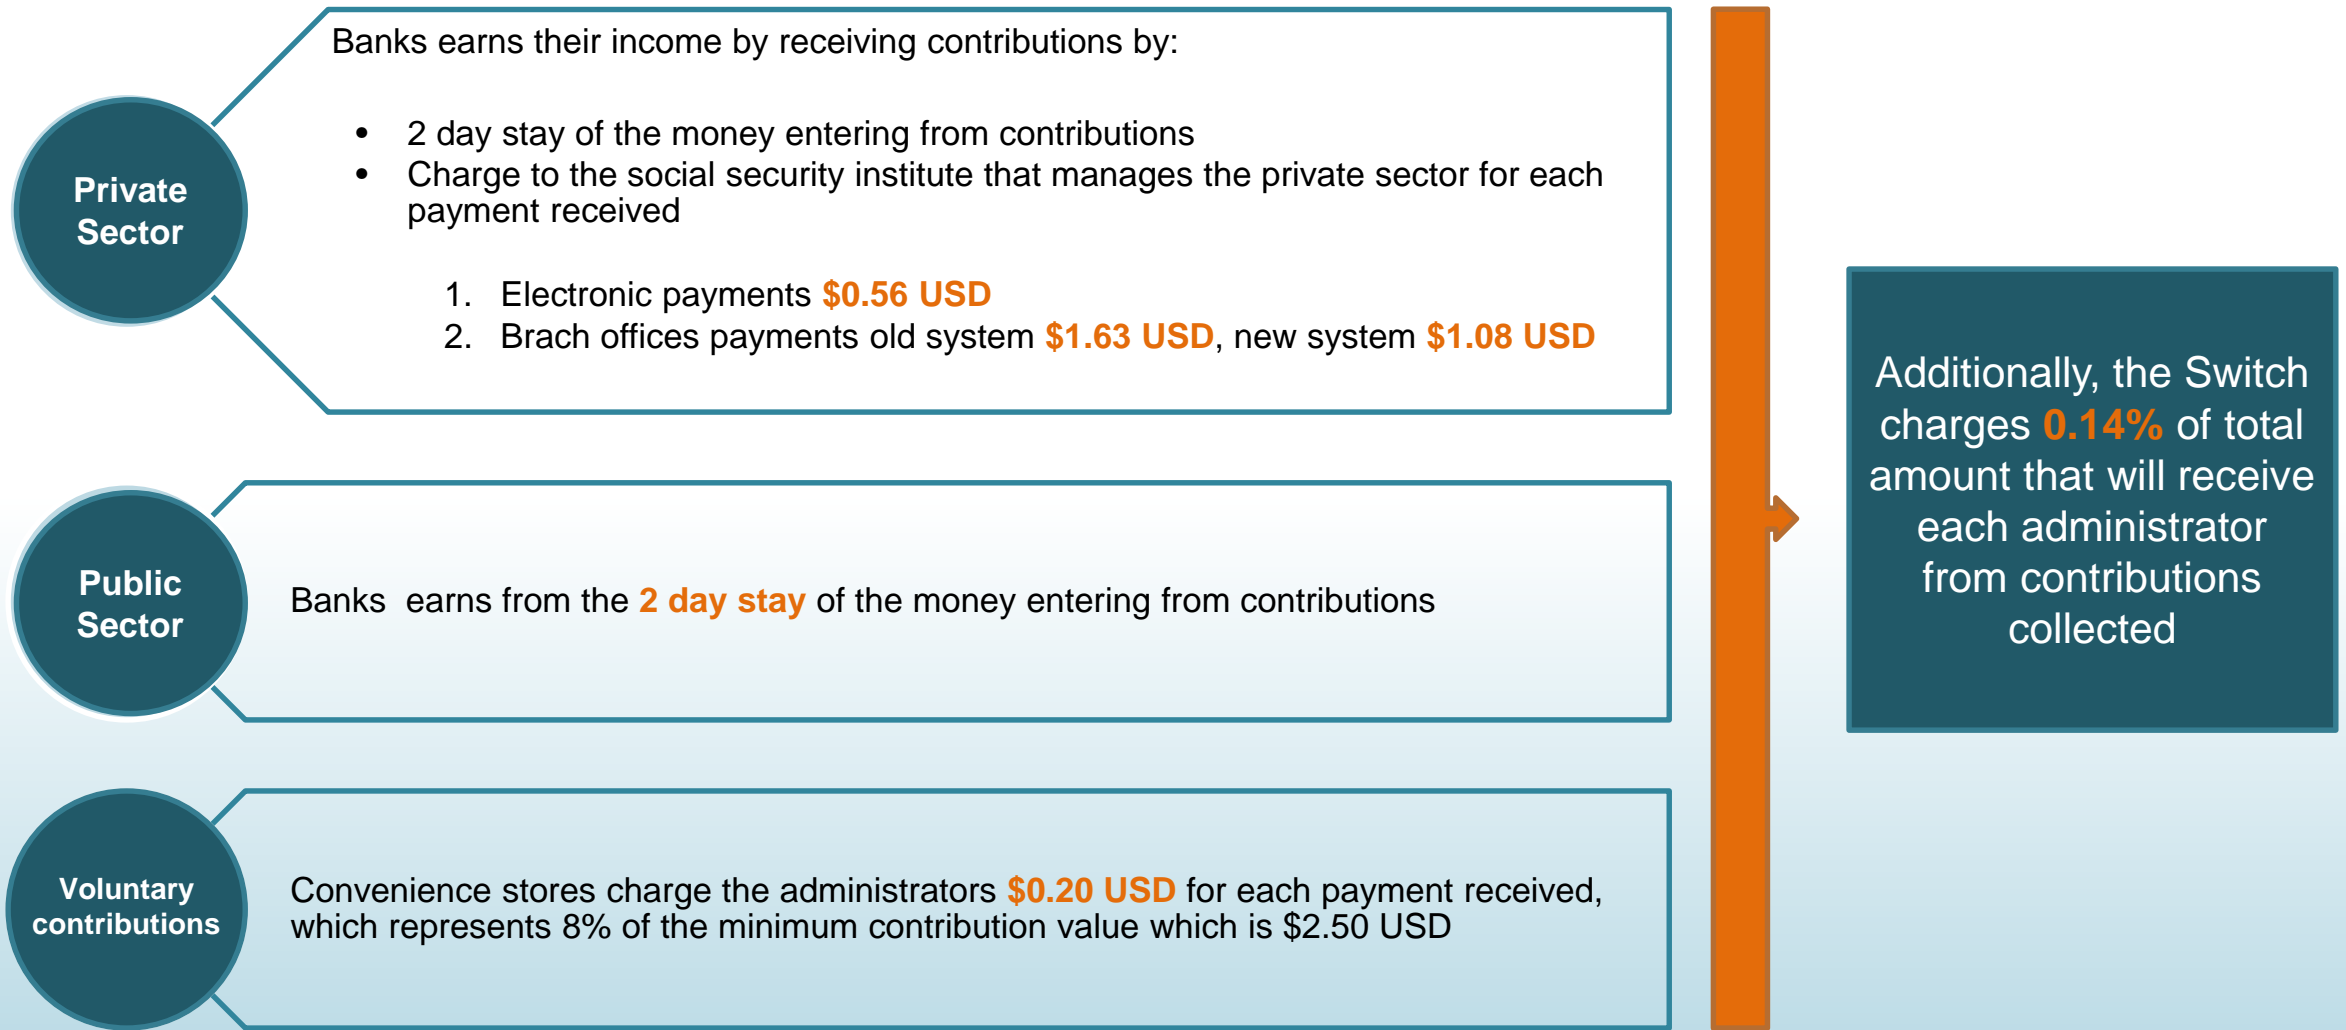 Banks earns their income by receiving contributions by:
• 2 day stay of the money entering from contributions
• Charge to the social security institute that manages the private sector for each
payment received
1. Electronic payments $0.56 USD
2. Brach offices payments old system $1.63 USD, new system $1.08 USD
Private
Sector
Public
Sector
Banks earns from the 2 day stay of the money entering from contributions
Voluntary
contributions
Convenience stores charge the administrators $0.20 USD for each payment received,
which represents 8% of the minimum contribution value which is $2.50 USD
Additionally, the Switch
charges 0.14% of total
amount that will receive
each administrator
from contributions
collected